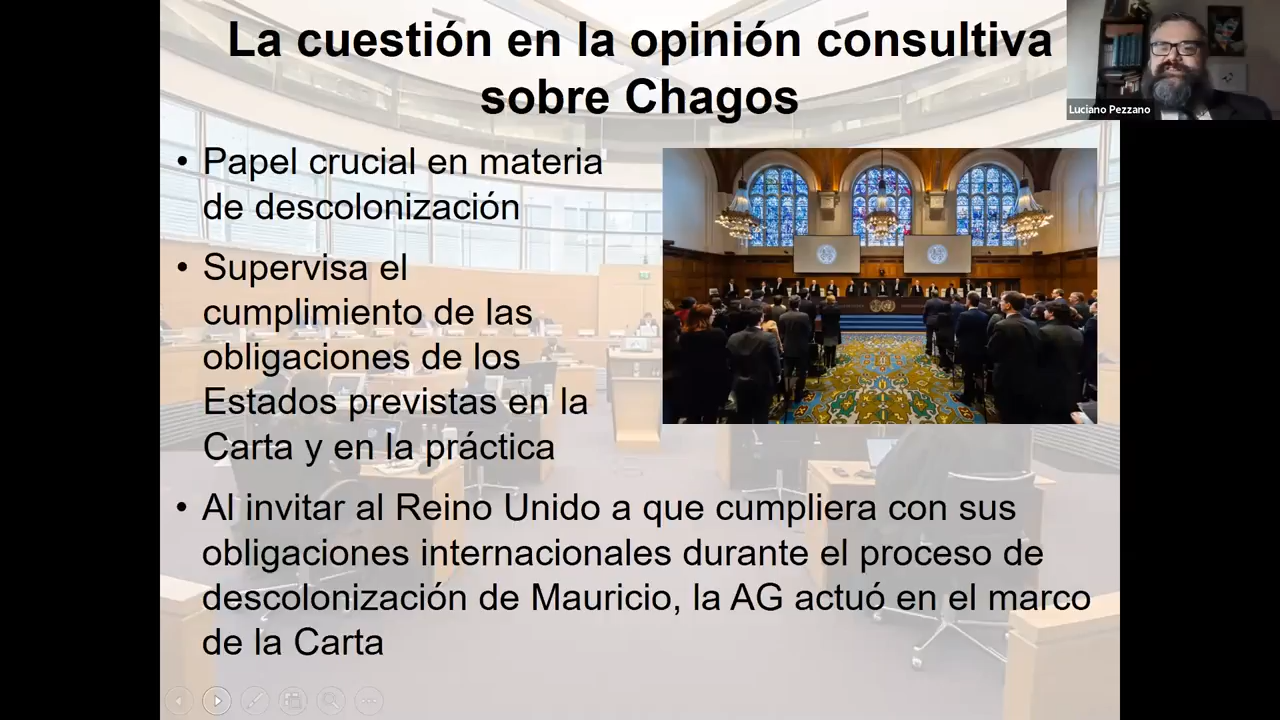 La cuestión en la opinión consultiva
sobre Chagos
Luciano Pezzano
• Papel crucial en materia
de descolonización
• Supervisa el
cumplimiento de las
obligaciones de los
Estados previstas en la
Carta y en la práctica
• Al invitar al Reino Unido a que cumpliera con sus
obligaciones internacionales durante el proceso de
descolonización de Mauricio, la AG actuó en el marco
de la Carta